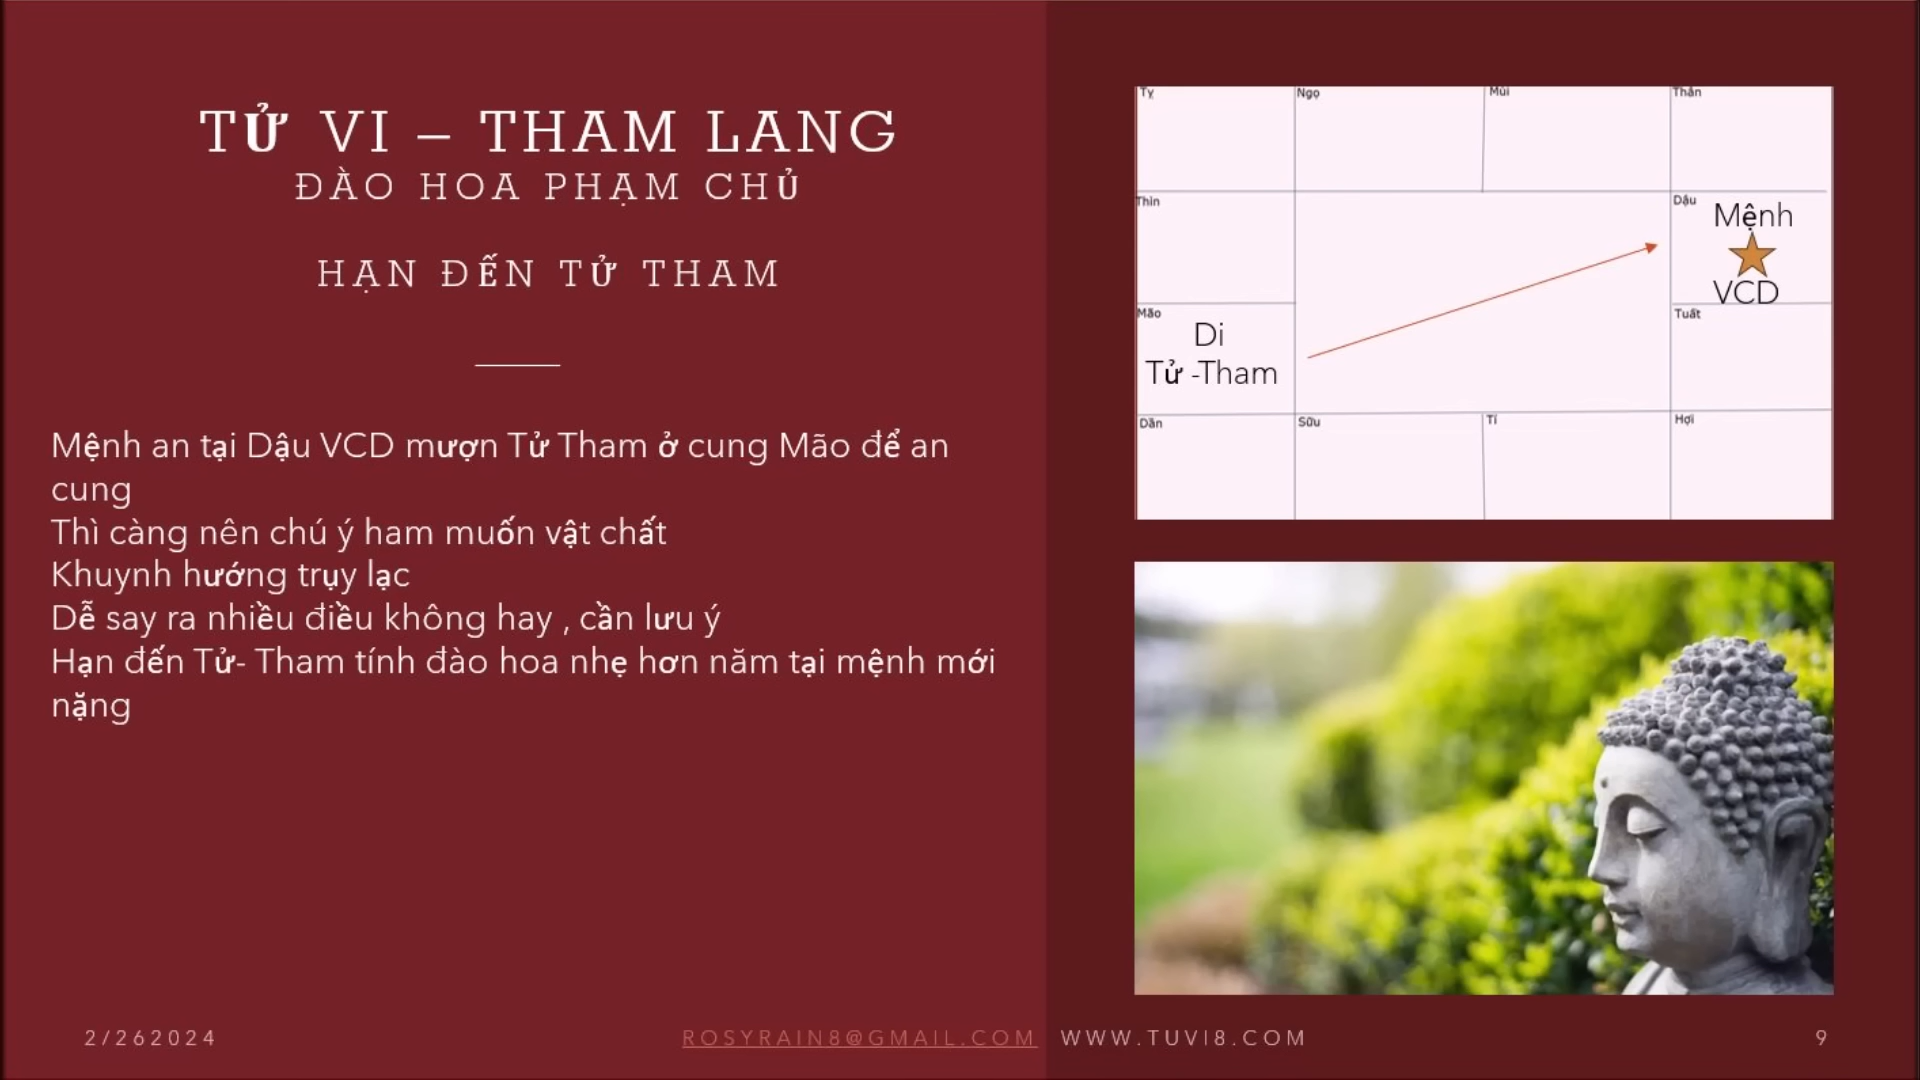 TỬ VI – THAM LANG
ĐÀO HOA PHẠM CHỦ
HẠN ĐẾN TỬ THAM
Mệnh an tại Dậu VCD mượn Tử Tham ở cung Mão để an
cung
Thì càng nên chú ý ham muốn vật chất
Khuynh hướng trụy lạc
Dễ say ra nhiều điều không hay , cần lưu ý
Hạn đến Tử- Tham tính đào hoa nhẹ hơn năm tại mệnh mới
nặng
Tỵ
Ngọ
Mùi
Thân
Thìn
Dậu
Mệnh
VCD
Mão
Di
Tử -Tham
Tuất
Dần
Sửu
Tí
Hợi
2/262024
ROSYRAIN8@GMAIL.COM WWW.TUVI8.COM
9